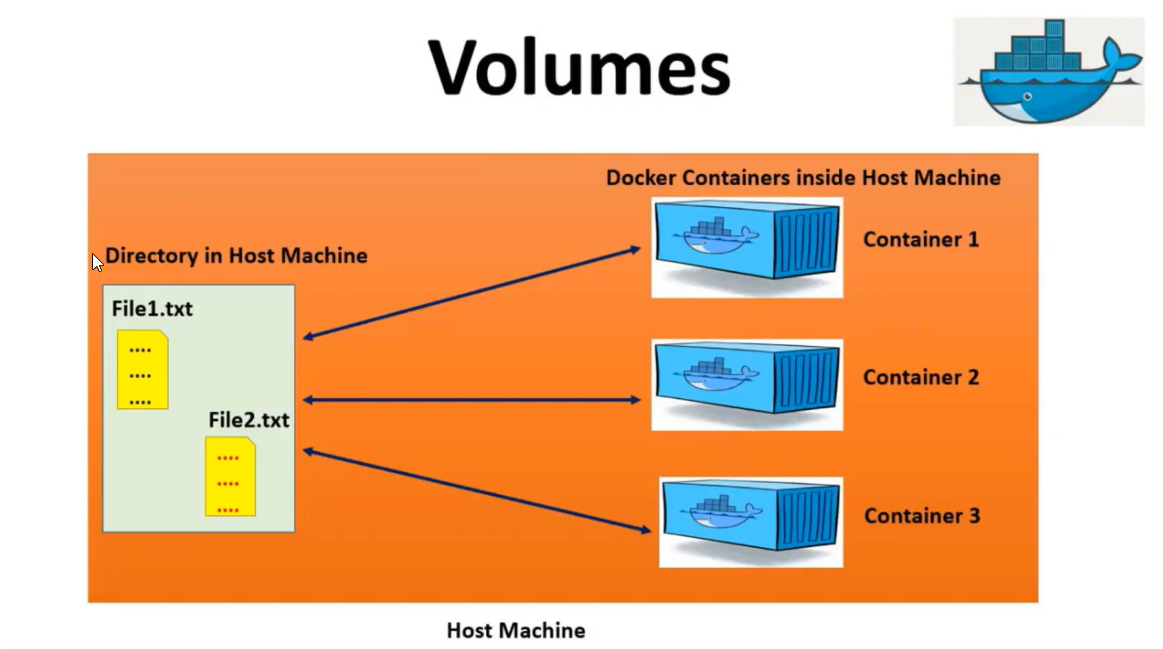 Volumes
Docker Containers inside Host Machine
Container 1
Directory in Host Machine
File1.txt
....
....
....
Container 2
File2.txt
....
....
....
Container 3
Host Machine